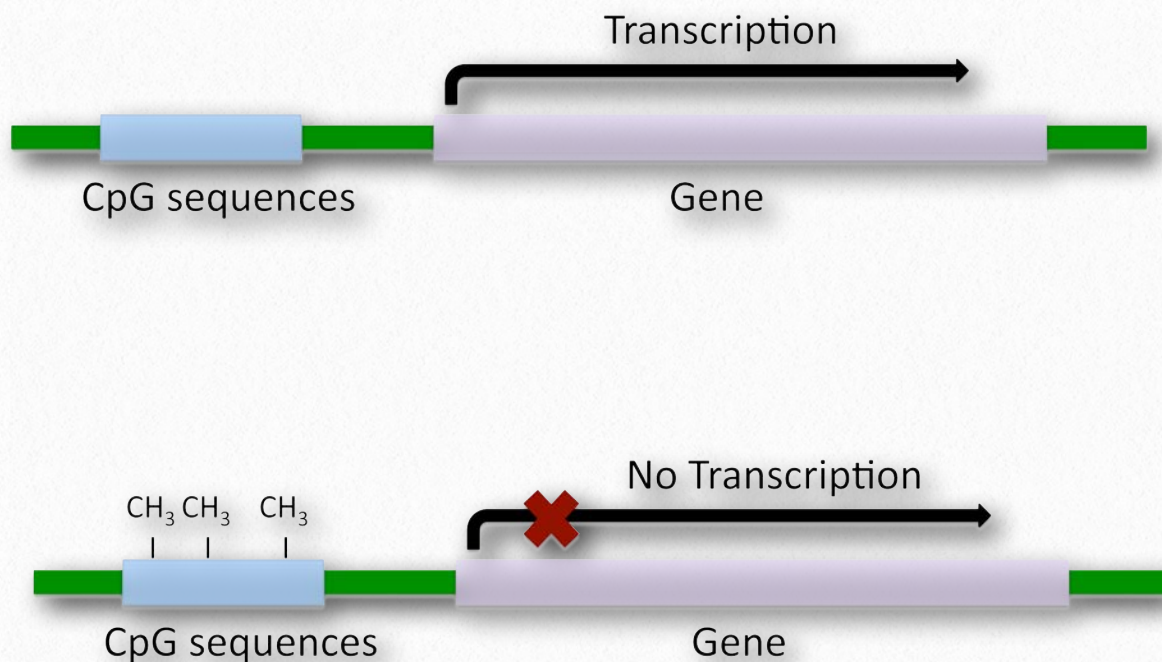 Transcription
CpG sequences Gene
No Transcription
CH₃ CH₃ CH₃
CpG sequences Gene